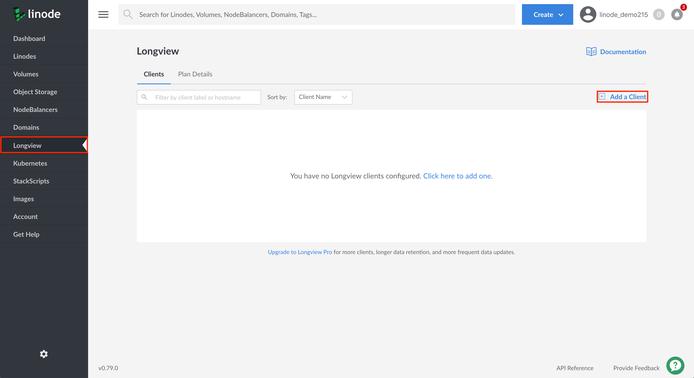 linode
Search for Linodes, Volumes, NodeBalancers, Domains, Tags...
Create
linode_demo215
0
Dashboard
Linodes
Volumes
Object Storage
NodeBalancers
Domains
Longview
Kubernetes
StackScripts
Images
Account
Get Help
Longview
Documentation
Clients Plan Details
Filter by client label or hostname
Sort by: Client Name
Add a Client
You have no Longview clients configured. Click here to add one.
Upgrade to Longview Pro for more clients, longer data retention, and more frequent data updates.
v0.79.0
API Reference Provide Feedback